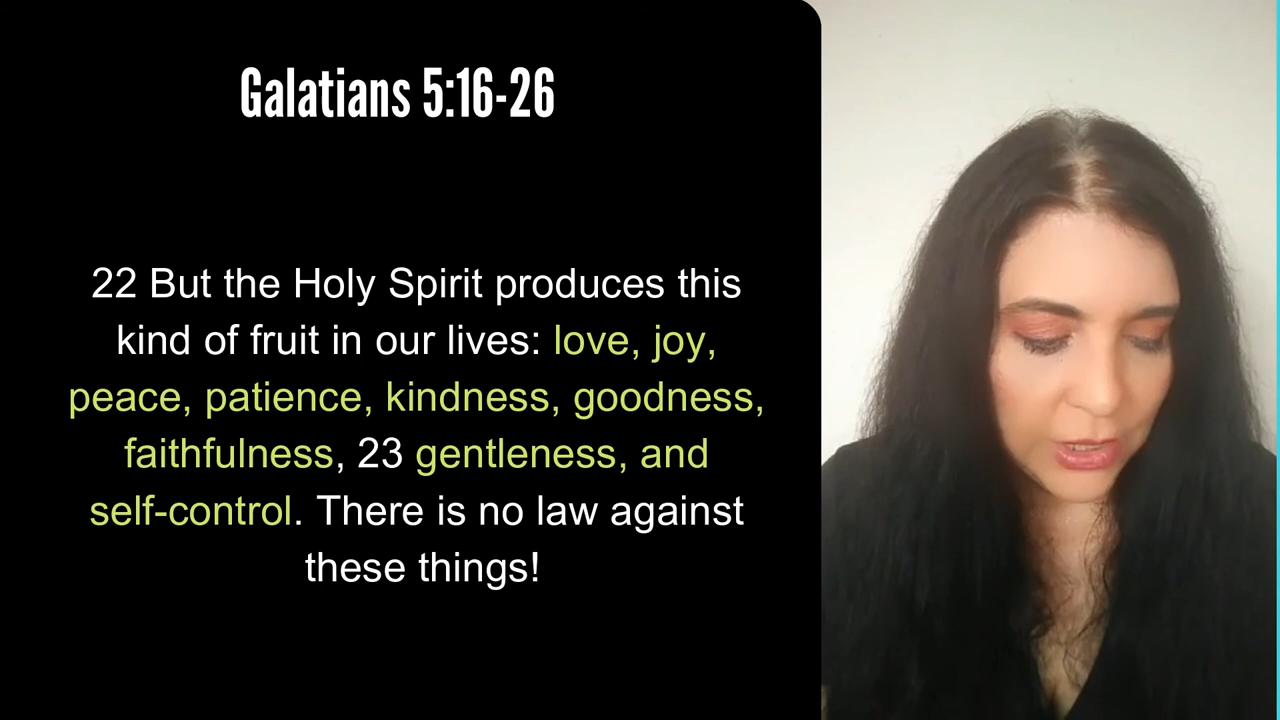 Galatians 5:16-26
22 But the Holy Spirit produces this
kind of fruit in our lives: love, joy,
peace, patience, kindness, goodness,
faithfulness, 23 gentleness, and
self-control. There is no law against
these things!